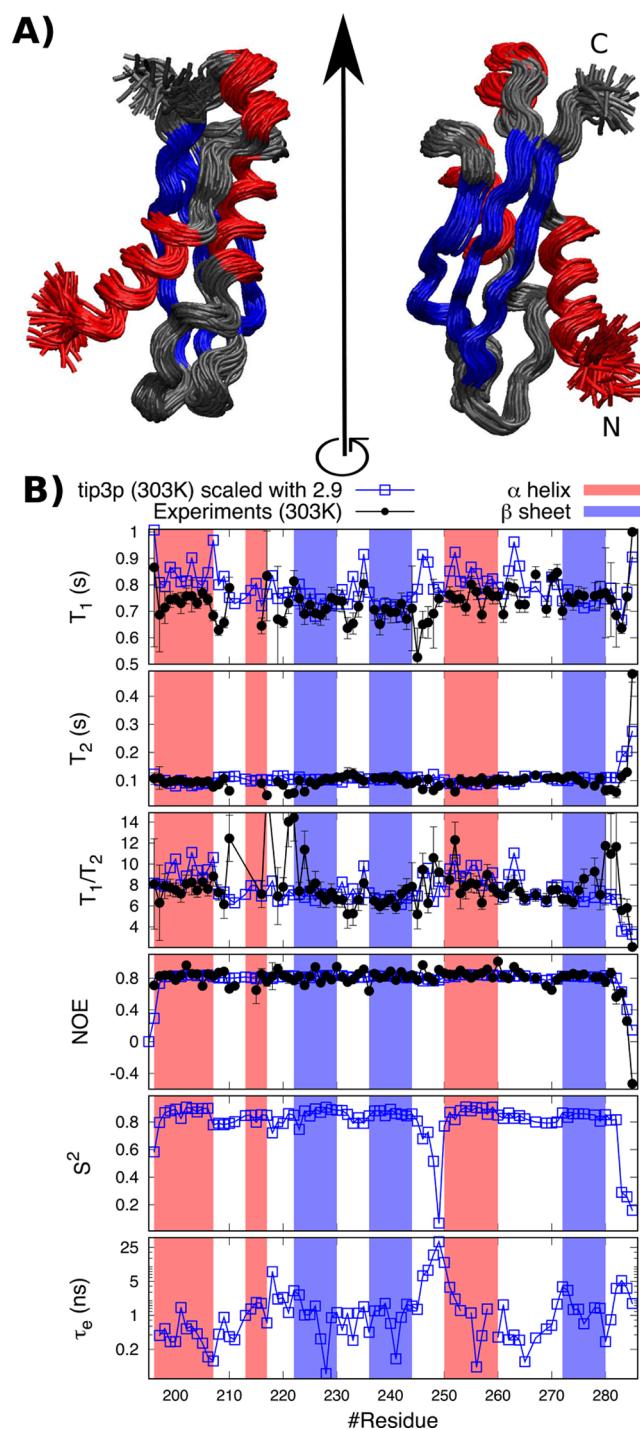 A)
C
N
B)
tip3p (303K) scaled with 2.9
Experiments (303K)
α helix
β sheet
T1 (s)
1
0.9
0.8
0.7
0.6
0.5
T2 (s)
0.4
0.3
0.2
0.1
T1/T2
14
12
10
8
6
4
NOE
0.8
0.4
0
-0.4
S2
0.8
0.6
0.4
0.2
τe (ns)
25
5
1
0.2
200 210 220 230 240 250 260 270 280
#Residue